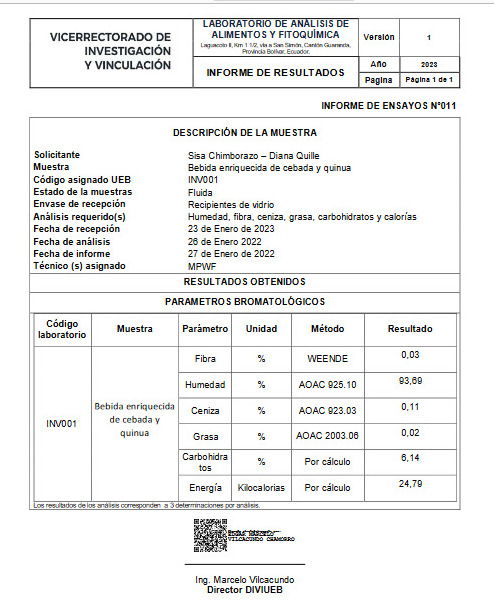 VICERRECTORADO DE
INVESTIGACIÓN
Y VINCULACIÓN
LABORATORIO DE ANÁLISIS DE
ALIMENTOS Y FITOQUÍMICA
Laguacoto II, Km 1 1/2, vía a San Simón, Cantón Guaranda,
Provincia Bolívar, Ecuador.
INFORME DE RESULTADOS
Versión 1
Año 2023
Pagina Página 1 de 1
INFORME DE ENSAYOS N°011
DESCRIPCIÓN DE LA MUESTRA
Solicitante Sisa Chimborazo – Diana Quille
Muestra Bebida enriquecida de cebada y quinua
Código asignado UEB INV001
Estado de la muestras Fluida
Envase de recepción Recipientes de vidrio
Análisis requerido(s) Humedad, fibra, ceniza, grasa, carbohidratos y calorías
Fecha de recepción 23 de Enero de 2023
Fecha de análisis 26 de Enero 2022
Fecha de informe 27 de Enero de 2022
Técnico (s) asignado MPWF
RESULTADOS OBTENIDOS
PARAMETROS BROMATOLÓGICOS
Código laboratorio Muestra Parámetro Unidad Método Resultado
INV001 Bebida enriquecida de cebada y quinua
Fibra % WEENDE 0,03
Humedad % AOAC 925.10 93,69
Ceniza % AOAC 923.03 0,11
Grasa % AOAC 2003.06 0,02
Carbohidra
tos % Por cálculo 6,14
Energía Kilocalorias Por cálculo 24,79
Los resultados de los análisis corresponden a 3 determinaciones por análisis.
VILCACUNDO CHAMORRO
Ing. Marcelo Vilcacundo
Director DIVIUEB